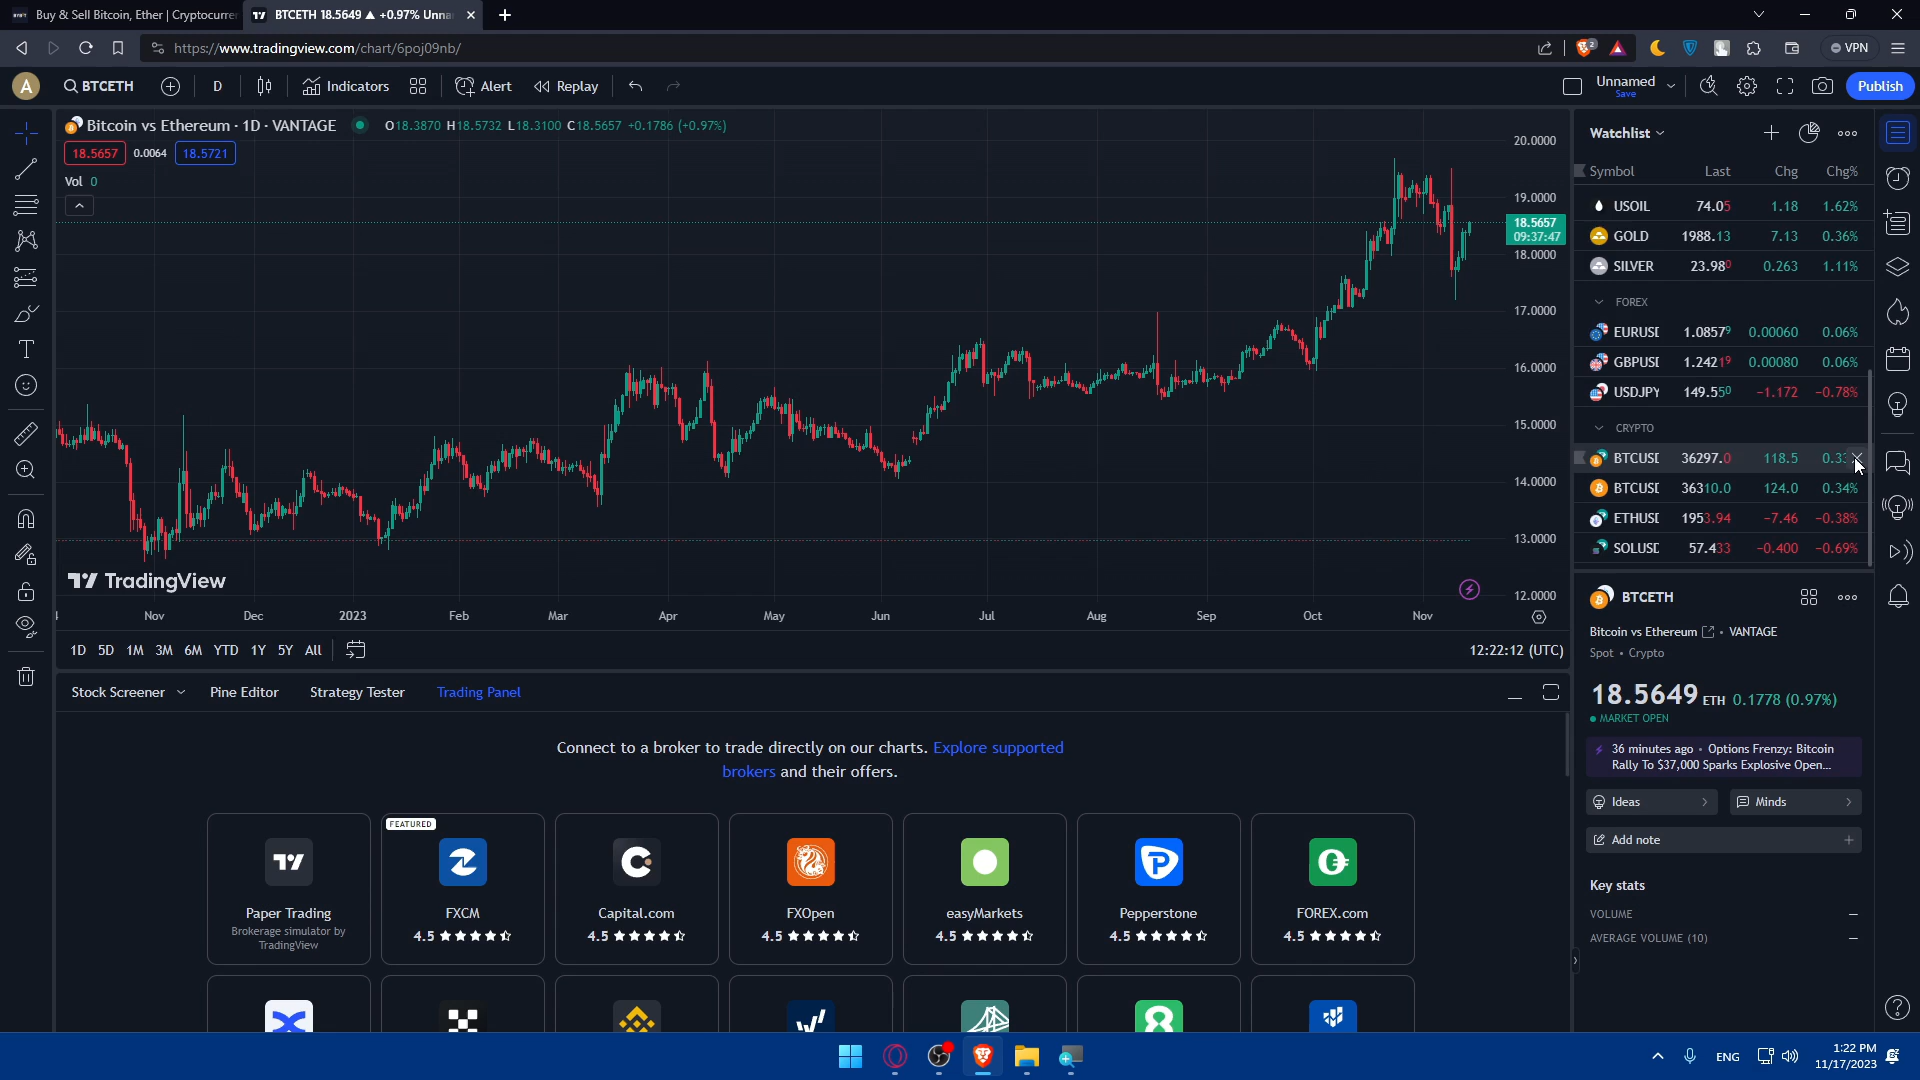 Buy & Sell Bitcoin, Ether | Cryptocurre
BTCETH 18.5649 ▲ +0.97% Unna
https://www.tradingview.com/chart/6poj09nb/
2
VPN
A
BTCETH
D
Indicators
Alert
Replay
Unnamed
Save
Publish
Bitcoin vs Ethereum · 1D · VANTAGE
O18.3870 H18.5732 L18.3100 C18.5657 +0.1786 (+0.97%)
18.5657 0.0064 18.5721
Vol 0
20.0000
19.0000
18.5657
09:37:47
18.0000
17.0000
16.0000
15.0000
14.0000
13.0000
12.0000
TradingView
Nov Dec 2023 Feb Mar Apr May Jun Jul Aug Sep Oct Nov
1D 5D 1M 3M 6M YTD 1Y 5Y All
12:22:12 (UTC)
Stock Screener Pine Editor Strategy Tester Trading Panel
Connect to a broker to trade directly on our charts. Explore supported
brokers and their offers.
Paper Trading
Brokerage simulator by
TradingView
FEATURED
FXCM
4.5
Capital.com
4.5
FXOpen
4.5
easyMarkets
4.5
Pepperstone
4.5
FOREX.com
4.5
Watchlist
Symbol Last Chg Chg%
USOIL 74.05 1.18 1.62%
GOLD 1988.13 7.13 0.36%
SILVER 23.980 0.263 1.11%
FOREX
EURUSD 1.08579 0.00060 0.06%
GBPUSD 1.24219 0.00080 0.06%
USDJPY 149.550 -1.172 -0.78%
CRYPTO
BTCUSD 36297.0 118.5 0.33
BTCUSD 36310.0 124.0 0.34%
ETHUSD 1953.94 -7.46 -0.38%
SOLUSD 57.433 -0.400 -0.69%
BTCETH
Bitcoin vs Ethereum • VANTAGE
Spot • Crypto
18.5649 ETH 0.1778 (0.97%)
MARKET OPEN
36 minutes ago • Options Frenzy: Bitcoin
Rally To $37,000 Sparks Explosive Open...
Ideas
Minds
Add note
Key stats
VOLUME —
AVERAGE VOLUME (10) —
ENG
1:22 PM
11/17/2023